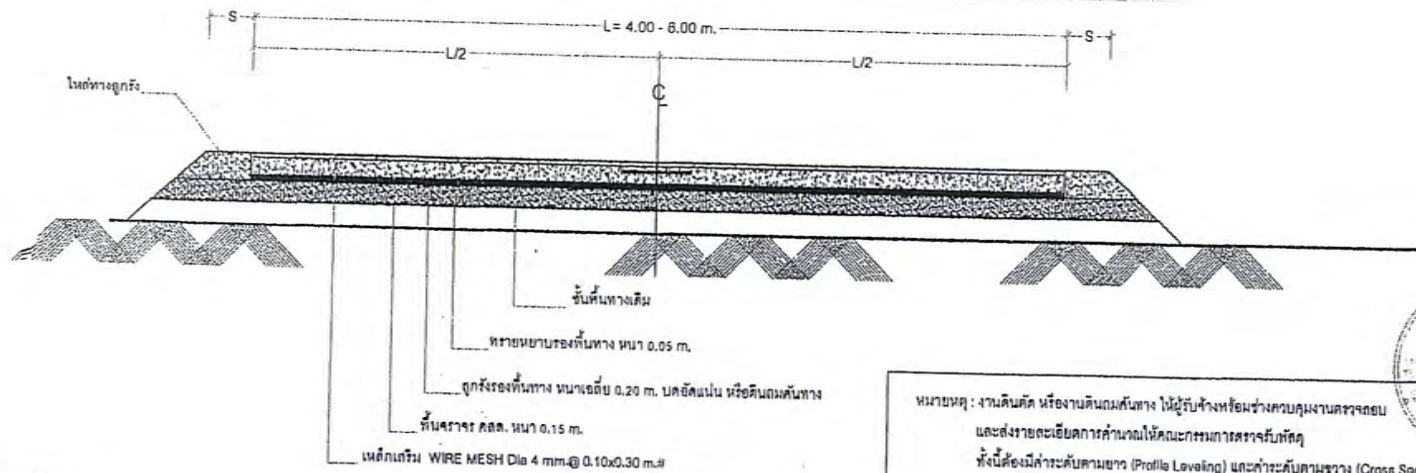 S L= 4.00 - 6.00 m. S
L/2 L/2
ไหล่ทางลูกรัง
℄
ชั้นพื้นทางเดิม
ทรายหยาบรองพื้นทาง หนา 0.05 m.
ลูกรังรองพื้นทาง หนาเฉลี่ย 0.20 m. บดอัดแน่น หรือดินถมคันทาง
พื้นจราจร คสล. หนา 0.15 m.
เหล็กเสริม WIRE MESH Dia 4 mm.@ 0.10x0.30 m.#
หมายเหตุ : งานดินตัด หรืองานดินถมคันทาง ให้ผู้รับจ้างพร้อมช่างควบคุมงานตรวจสอบ
และส่งรายละเอียดการคำนวณให้คณะกรรมการตรวจรับพัสดุ
ทั้งนี้ต้องมีค่าระดับตามยาว (Profile Leveling) และค่าระดับตามขวาง (Cross